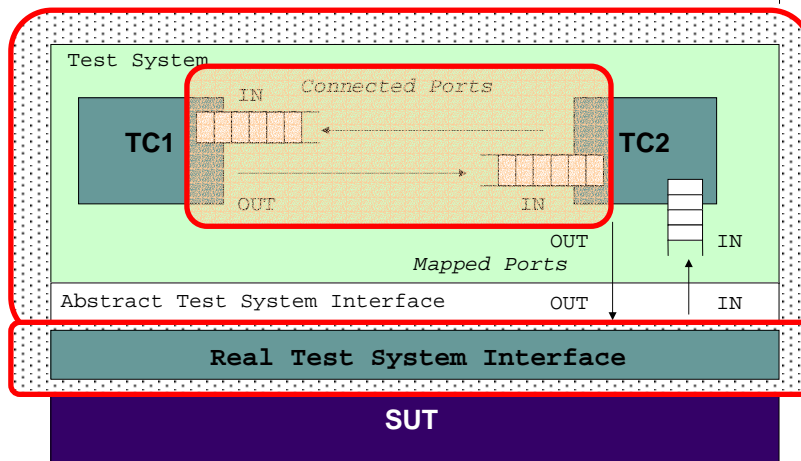 Test System
Connected Ports
IN
TC1
TC2
OUT
IN
OUT
IN
Mapped Ports
Abstract Test System Interface
OUT
IN
Real Test System Interface
SUT